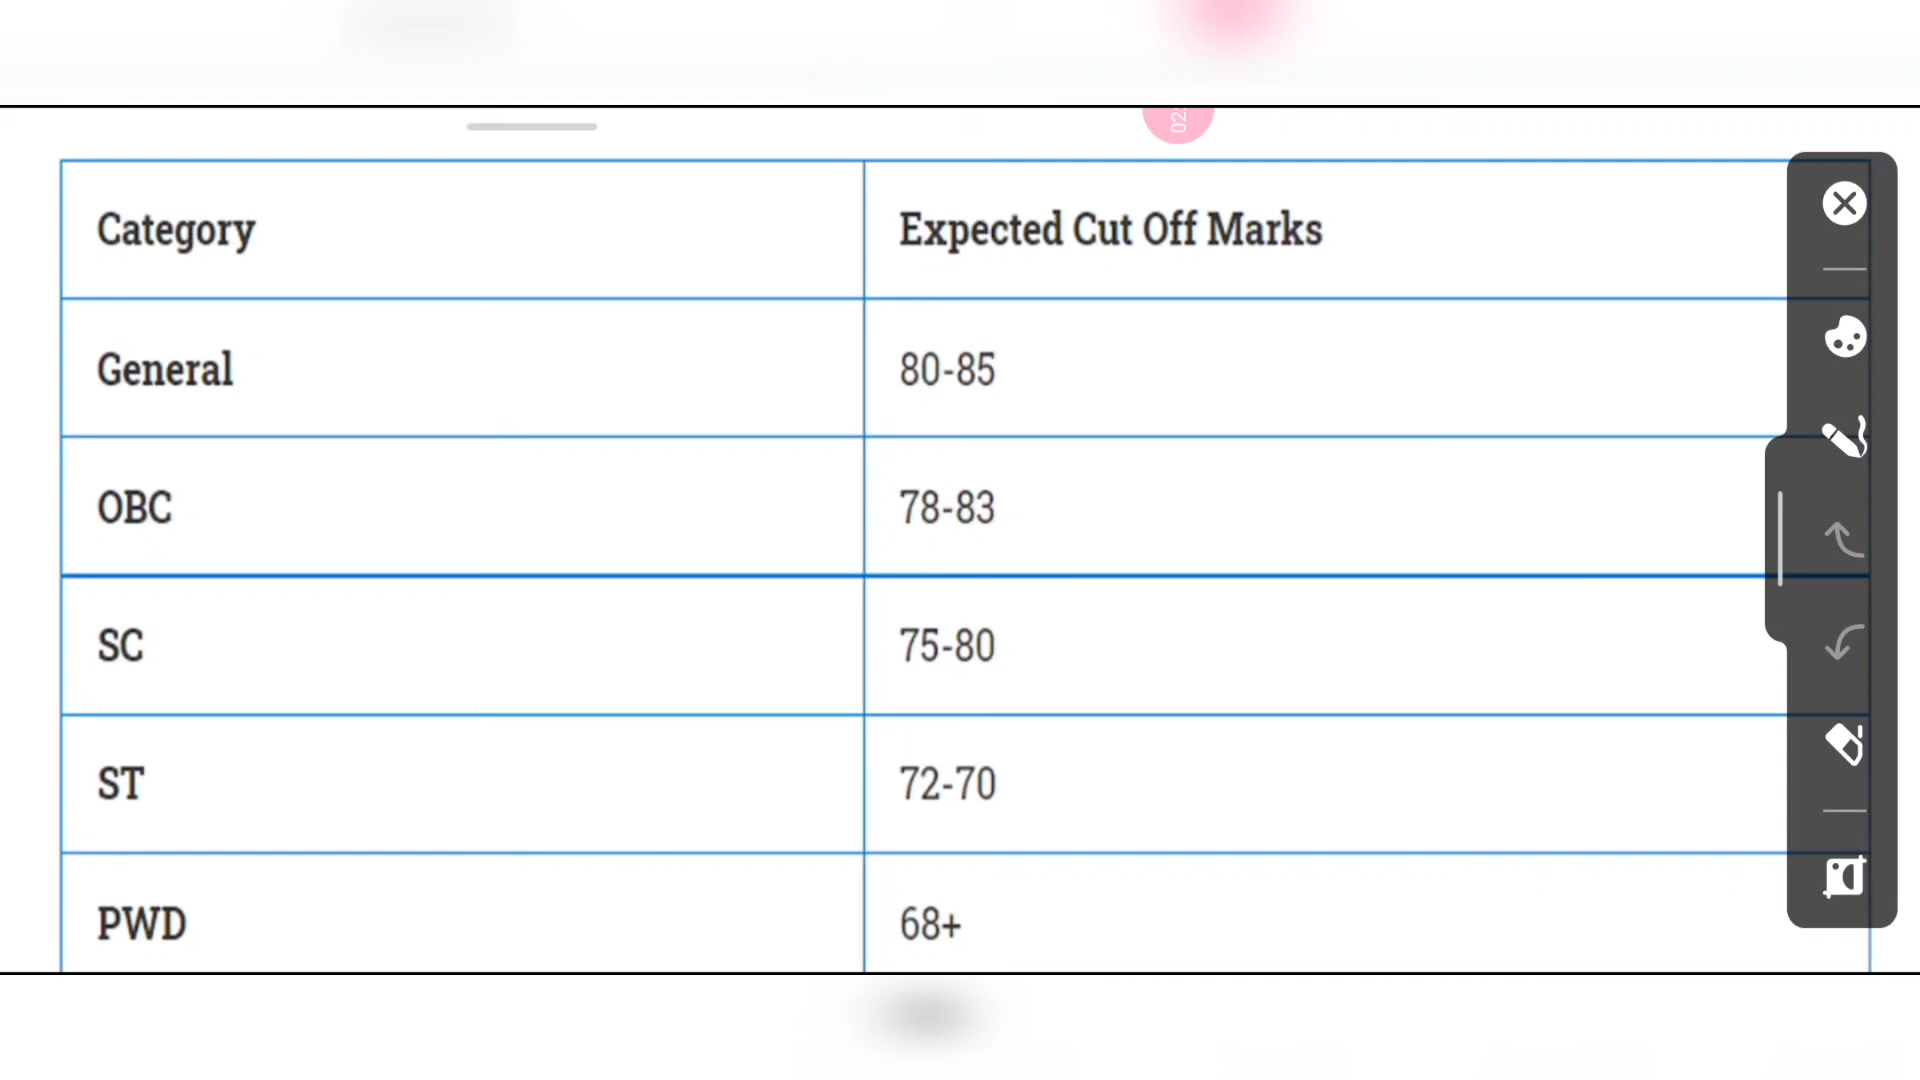 02
Category Expected Cut Off Marks
General 80-85
OBC 78-83
SC 75-80
ST 72-70
PWD 68+